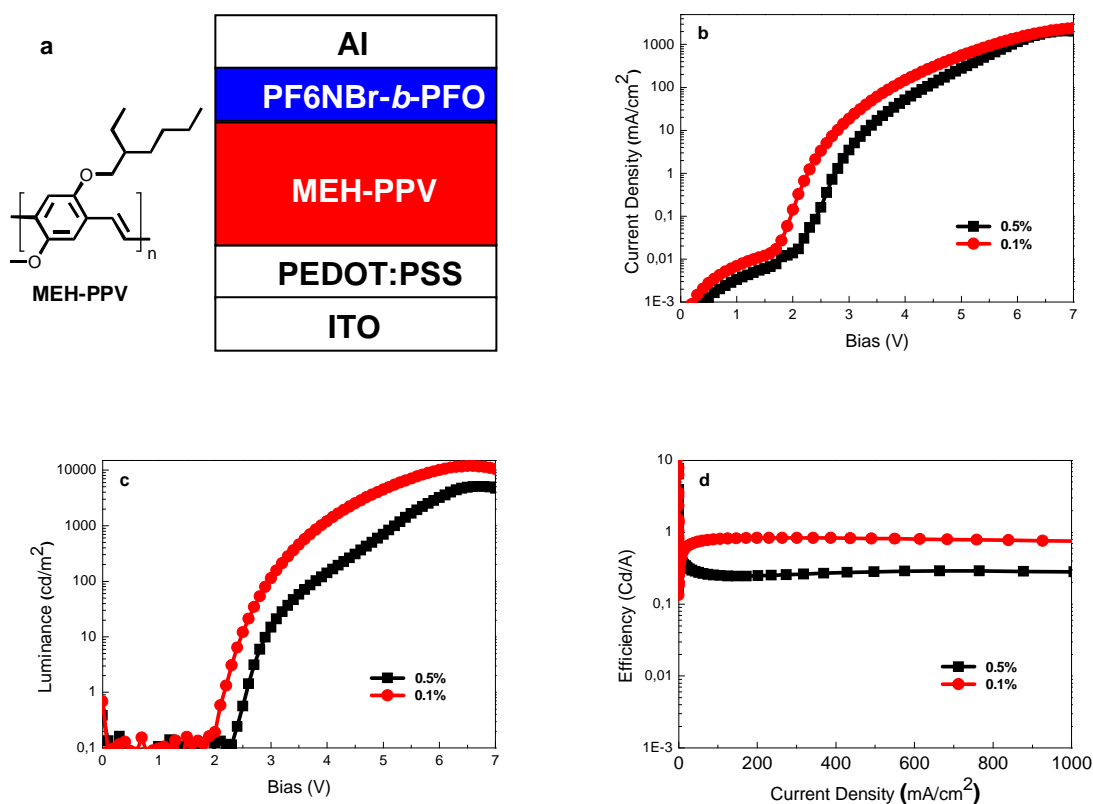 a
Al
PF6NBr-b-PFO
MEH-PPV
PEDOT:PSS
ITO
O
O
n
MEH-PPV
b
Current Density (mA/cm2)
1000
100
10
1
0,1
0,01
1E-3
0 1 2 3 4 5 6 7
Bias (V)
0.5%
0.1%
c
Luminance (cd/m2)
10000
1000
100
10
1
0,1
0 1 2 3 4 5 6 7
Bias (V)
0.5%
0.1%
d
Efficiency (Cd/A)
10
1
0,1
0,01
1E-3
0 200 400 600 800 1000
Current Density (mA/cm2)
0.5%
0.1%